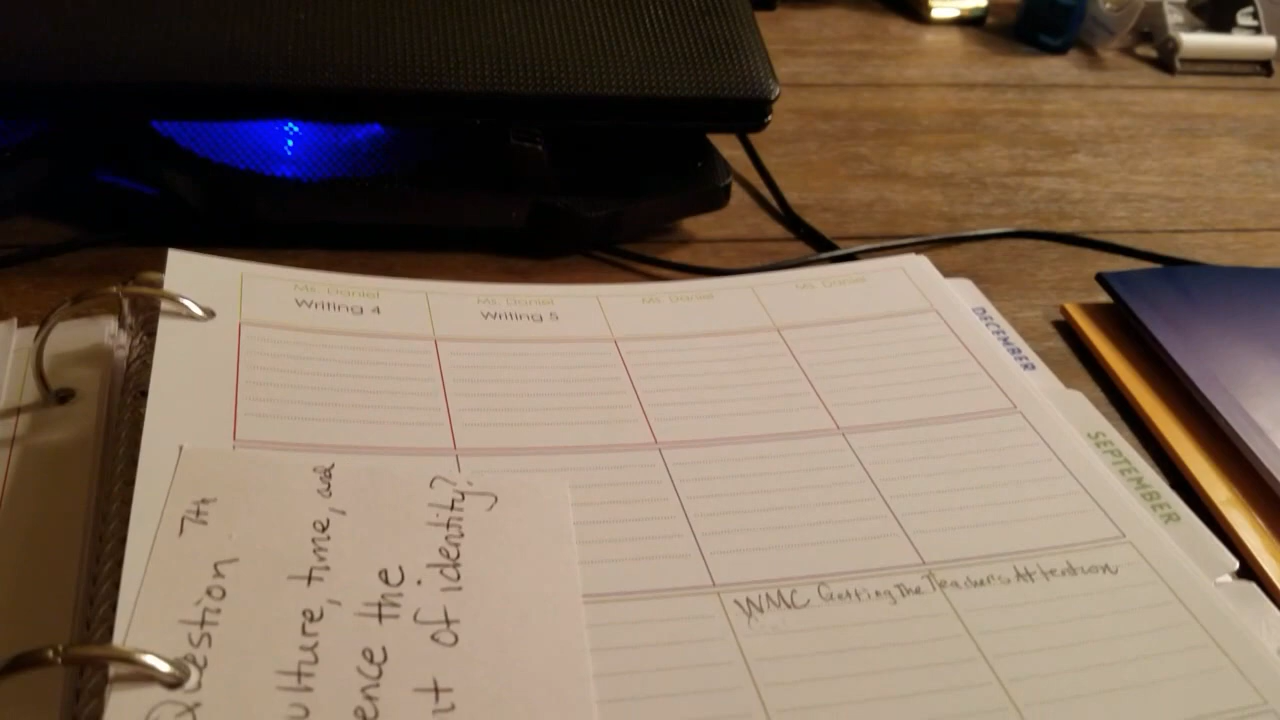 Ms. Daniel
Writing 4
Ms. Daniel
Writing 5
Ms. Daniel
Ms. Daniel
DECEMBER
SEPTEMBER
WMC Getting The Teacher's Attention
Question 7th
ulture, time, and
ence the
of identity?